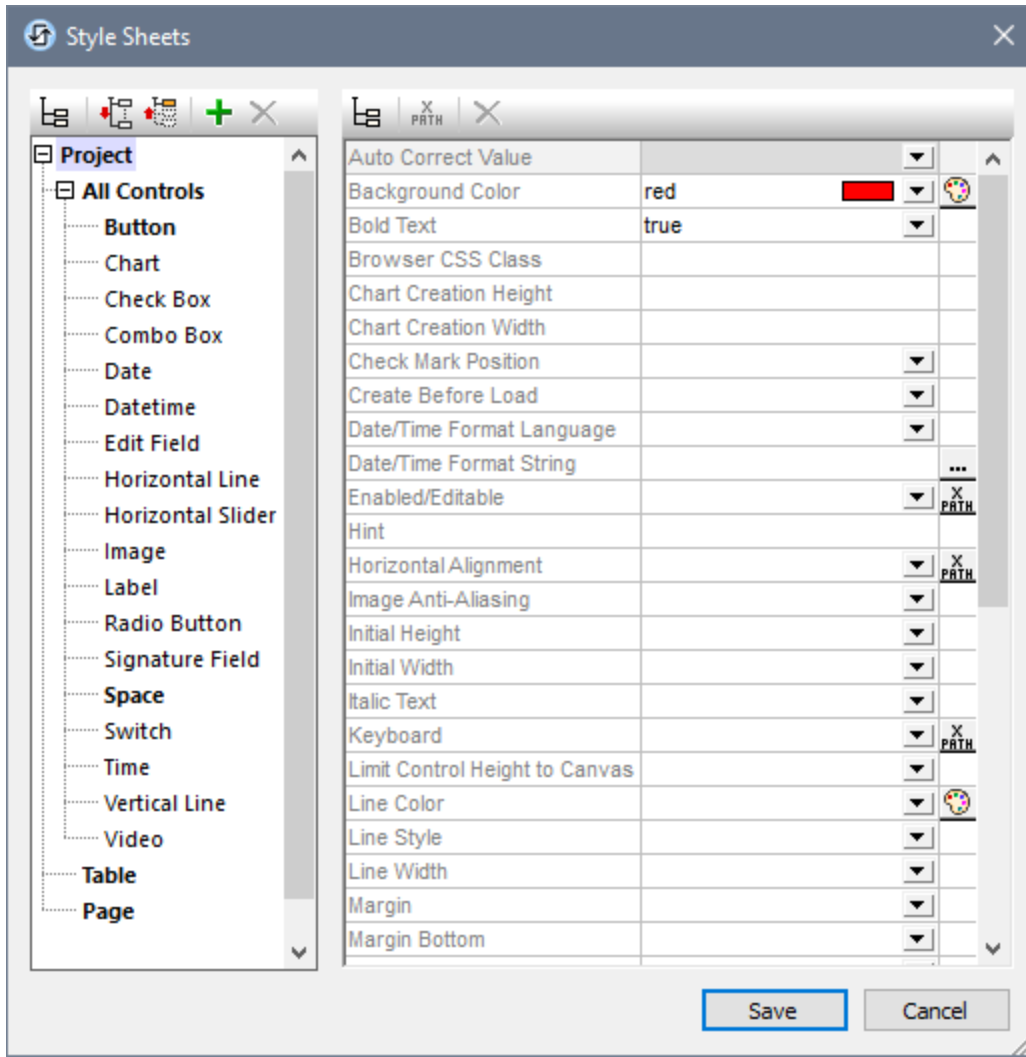 Style Sheets
X
PATH
Project
All Controls
Button
Chart
Check Box
Combo Box
Date
Datetime
Edit Field
Horizontal Line
Horizontal Slider
Image
Label
Radio Button
Signature Field
Space
Switch
Time
Vertical Line
Video
Table
Page
Auto Correct Value
Background Color red
Bold Text true
Browser CSS Class
Chart Creation Height
Chart Creation Width
Check Mark Position
Create Before Load
Date/Time Format Language
Date/Time Format String ...
Enabled/Editable X PATH
Hint
Horizontal Alignment X PATH
Image Anti-Aliasing
Initial Height
Initial Width
Italic Text
Keyboard X PATH
Limit Control Height to Canvas
Line Color
Line Style
Line Width
Margin
Margin Bottom
Save Cancel